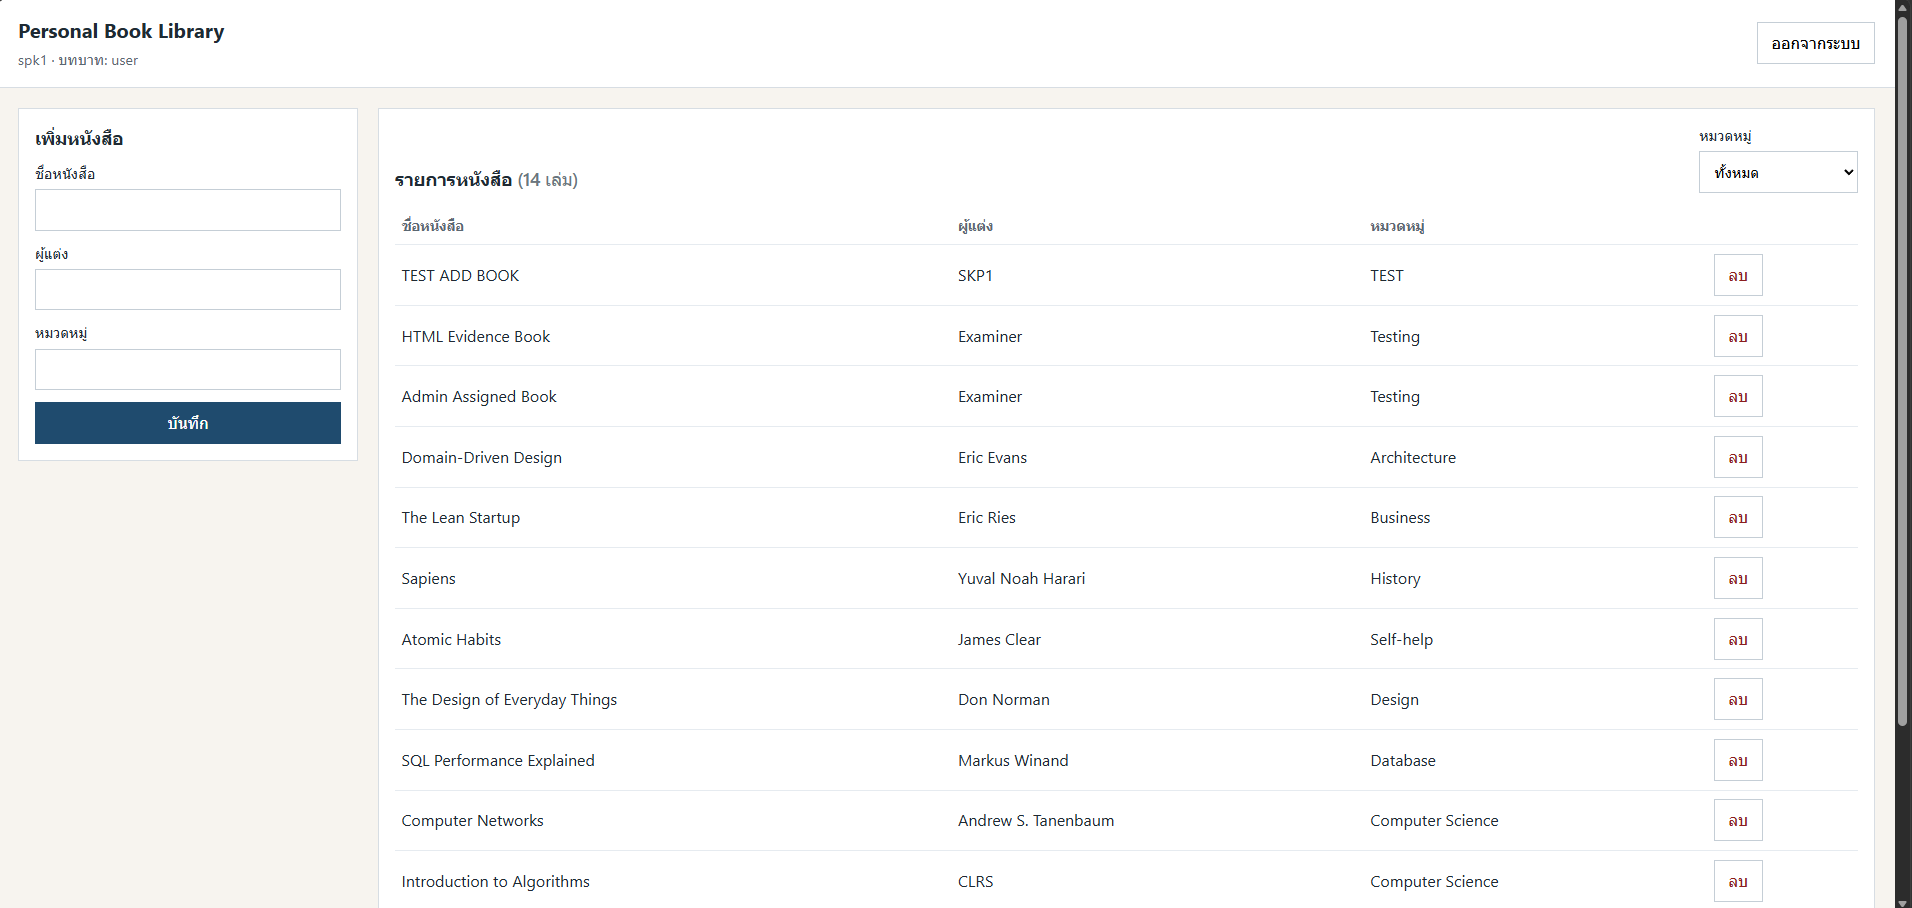 Personal Book Library
spk1 · บทบาท: user
ออกจากระบบ
เพิ่มหนังสือ
ชื่อหนังสือ
ผู้แต่ง
หมวดหมู่
บันทึก
หมวดหมู่
ทั้งหมด
รายการหนังสือ (14 เล่ม)
ชื่อหนังสือ ผู้แต่ง หมวดหมู่
TEST ADD BOOK SKP1 TEST ลบ
HTML Evidence Book Examiner Testing ลบ
Admin Assigned Book Examiner Testing ลบ
Domain-Driven Design Eric Evans Architecture ลบ
The Lean Startup Eric Ries Business ลบ
Sapiens Yuval Noah Harari History ลบ
Atomic Habits James Clear Self-help ลบ
The Design of Everyday Things Don Norman Design ลบ
SQL Performance Explained Markus Winand Database ลบ
Computer Networks Andrew S. Tanenbaum Computer Science ลบ
Introduction to Algorithms CLRS Computer Science ลบ